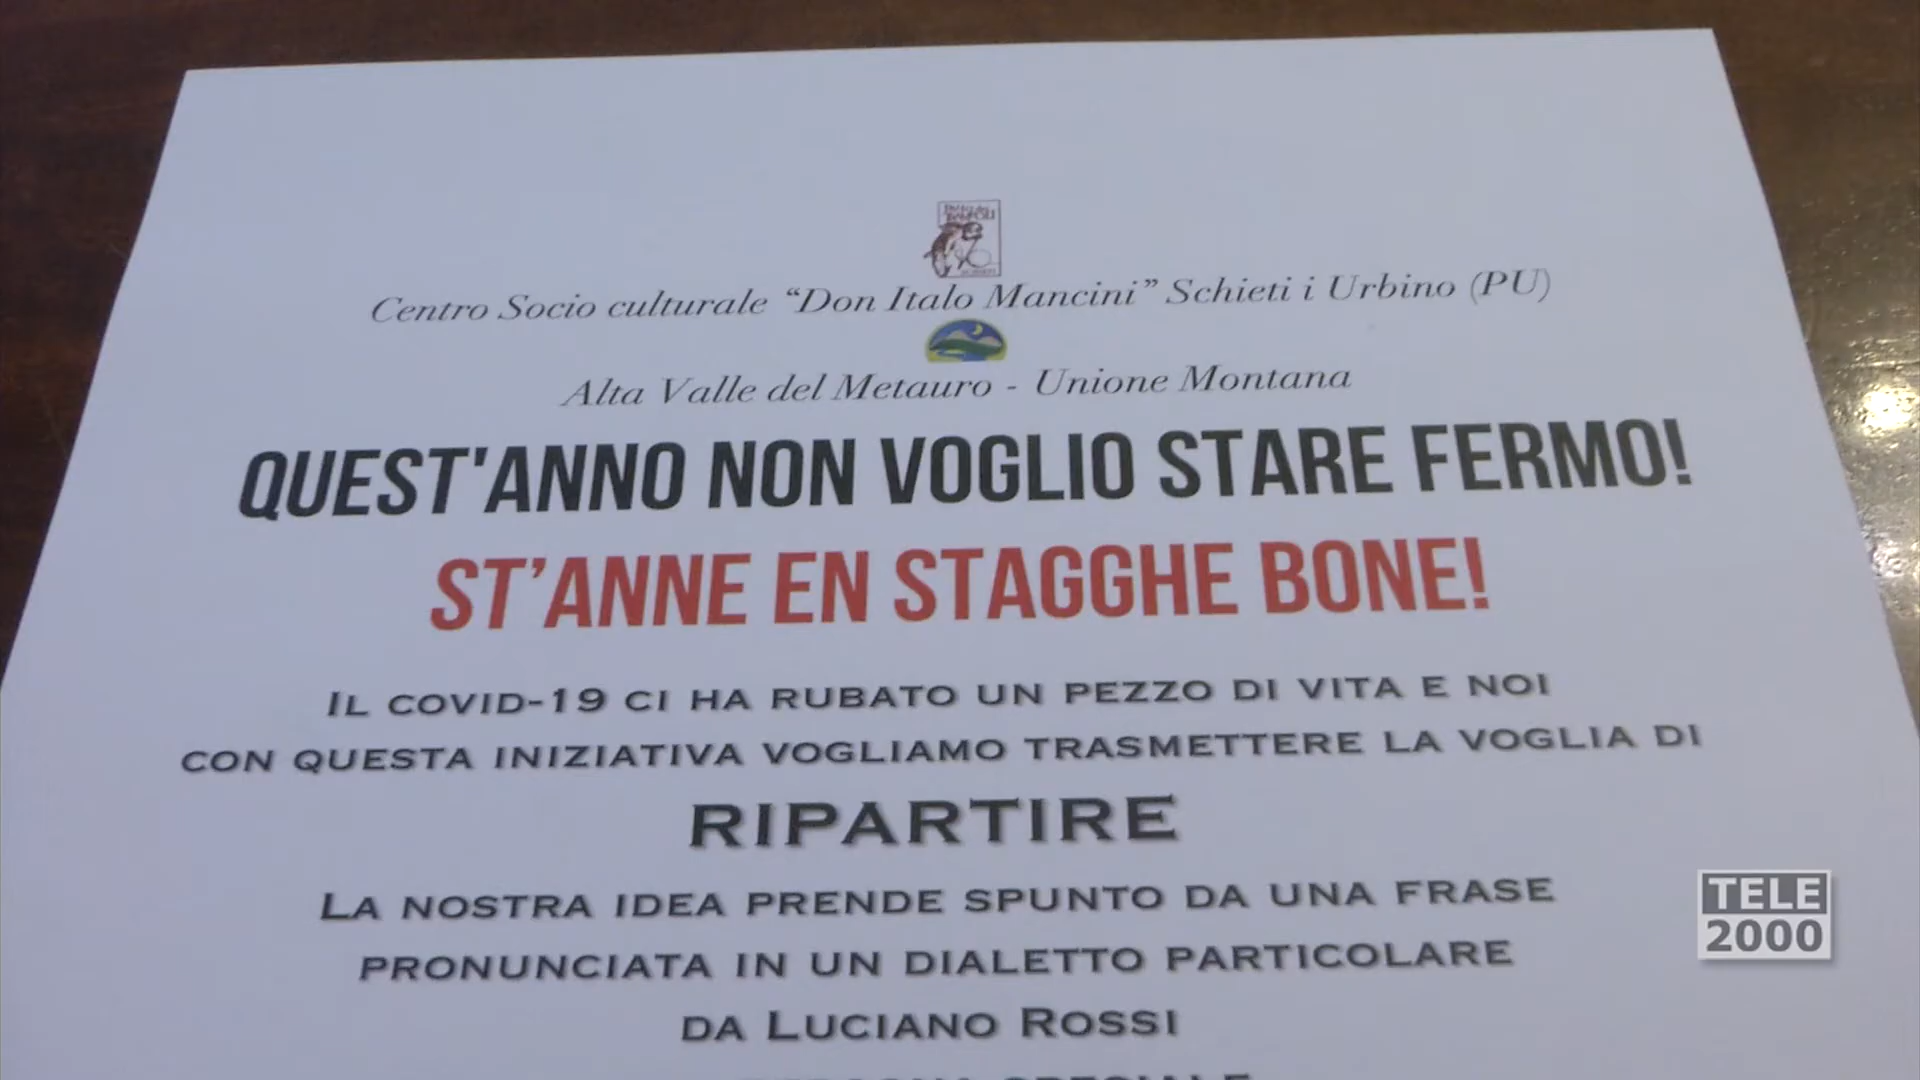 Centro Socio culturale “Don Italo Mancini” Schieti i Urbino (PU)
Alta Valle del Metauro - Unione Montana
QUEST'ANNO NON VOGLIO STARE FERMO!
ST’ANNE EN STAGGHE BONE!
IL COVID-19 CI HA RUBATO UN PEZZO DI VITA E NOI
CON QUESTA INIZIATIVA VOGLIAMO TRASMETTERE LA VOGLIA DI
RIPARTIRE
LA NOSTRA IDEA PRENDE SPUNTO DA UNA FRASE
PRONUNCIATA IN UN DIALETTO PARTICOLARE
DA LUCIANO ROSSI
TELE
2000